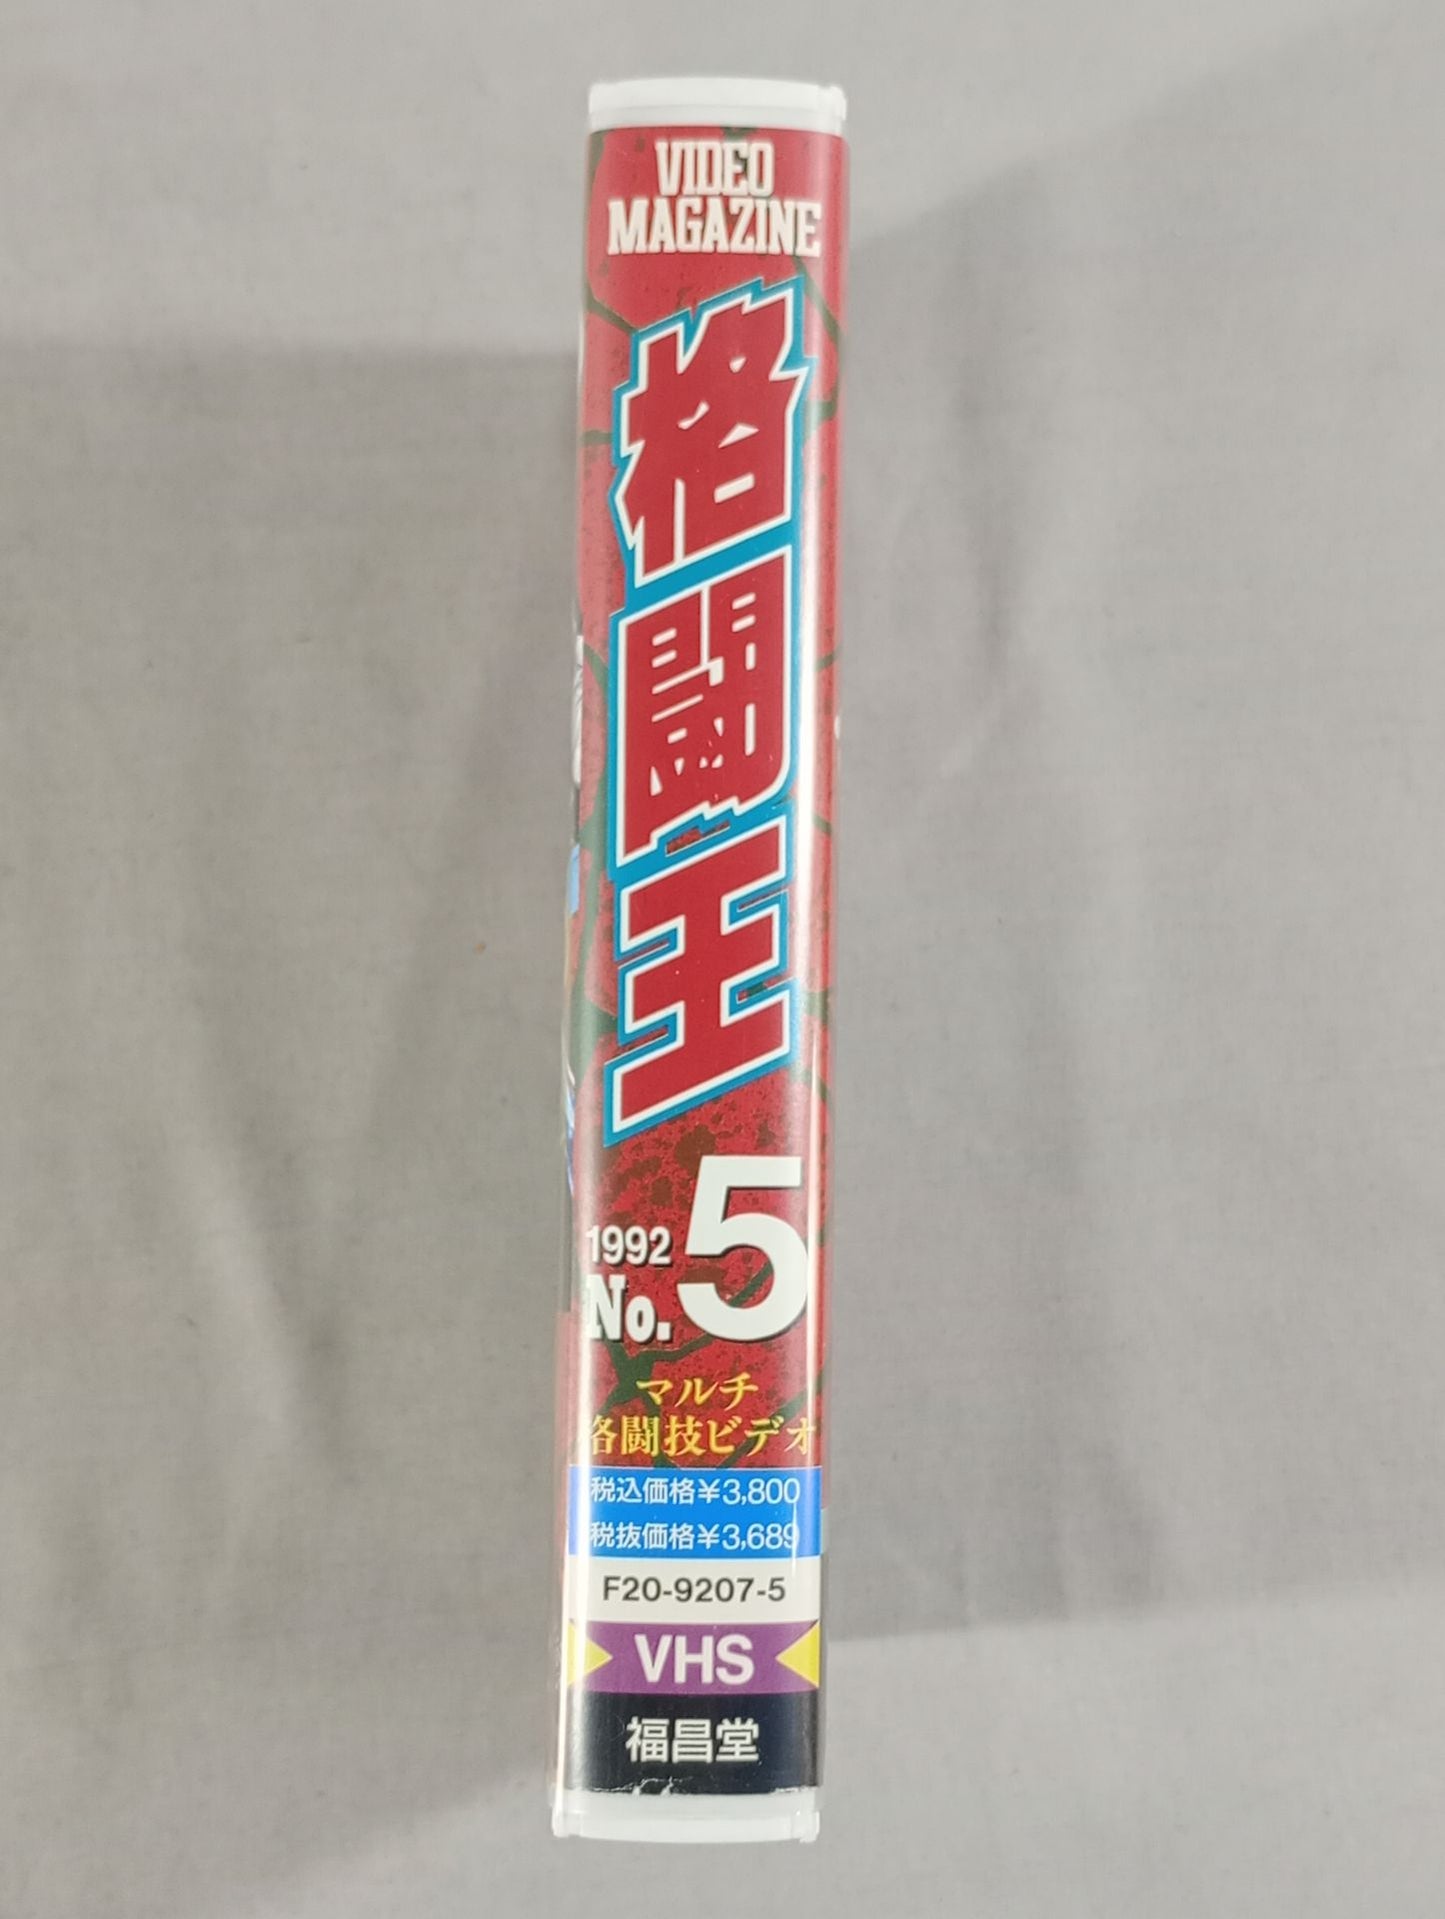 VIDEO
MAGAZINE
格闘王
1992
No. 5
マルチ
格闘技ビデオ
税込価格¥3,800
税抜価格¥3,689
F20-9207-5
VHS
福昌堂